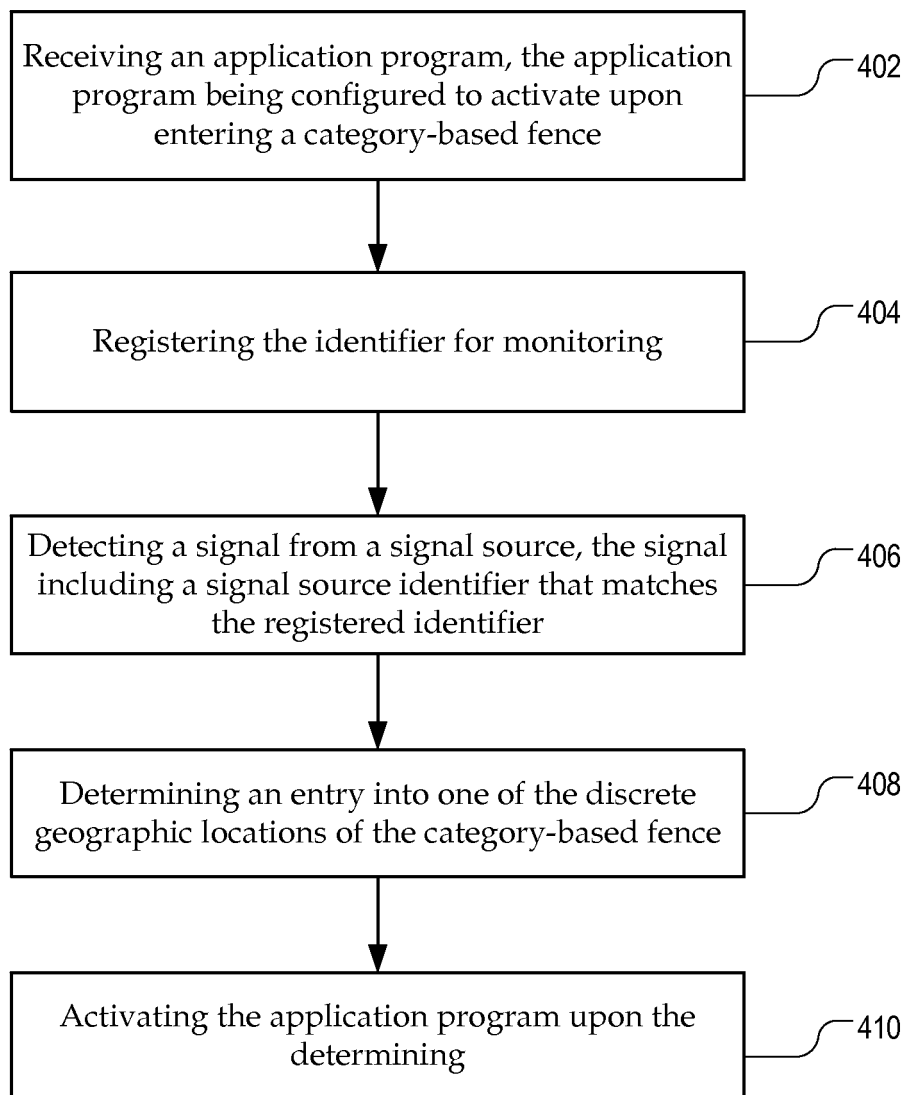 Receiving an application program, the application
program being configured to activate upon
entering a category-based fence
402
Registering the identifier for monitoring
404
Detecting a signal from a signal source, the signal
including a signal source identifier that matches
the registered identifier
406
Determining an entry into one of the discrete
geographic locations of the category-based fence
408
Activating the application program upon the
determining
410